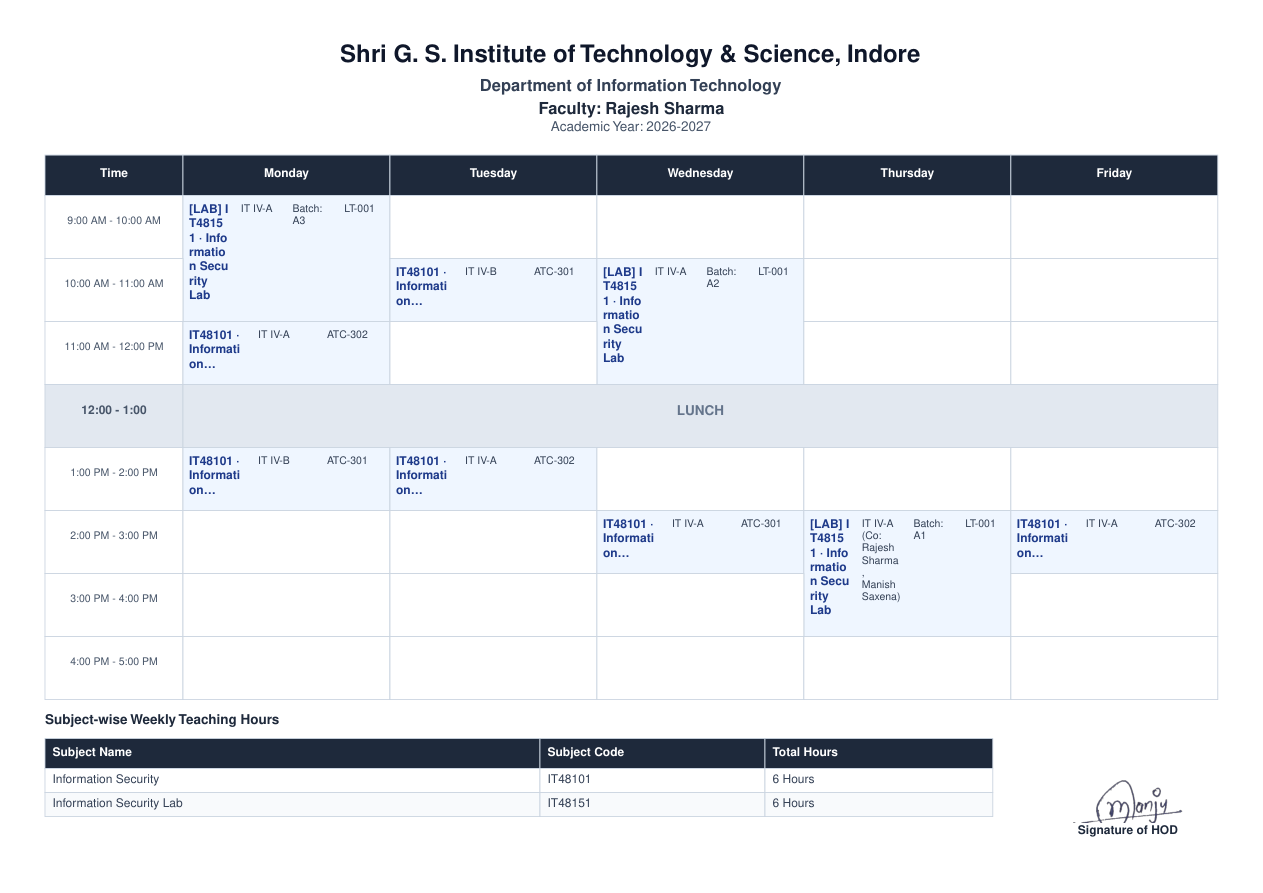 Shri G. S. Institute of Technology & Science, Indore
Department of Information Technology
Faculty: Rajesh Sharma
Academic Year: 2026-2027
Time Monday Tuesday Wednesday Thursday Friday
9:00 AM - 10:00 AM
[LAB] I
T4815
1 · Info
rmatio
n Secu
rity
Lab
IT IV-A
Batch:
A3
LT-001
10:00 AM - 11:00 AM
IT48101 ·
Informati
on…
IT IV-B
ATC-301
[LAB] I
T4815
1 · Info
rmatio
n Secu
rity
Lab
IT IV-A
Batch:
A2
LT-001
11:00 AM - 12:00 PM
IT48101 ·
Informati
on…
IT IV-A
ATC-302
12:00 - 1:00 LUNCH
1:00 PM - 2:00 PM
IT48101 ·
Informati
on…
IT IV-B
ATC-301
IT48101 ·
Informati
on…
IT IV-A
ATC-302
2:00 PM - 3:00 PM
IT48101 ·
Informati
on…
IT IV-A
ATC-301
[LAB] I
T4815
1 · Info
rmatio
n Secu
rity
Lab
IT IV-A
(Co:
Rajesh
Sharma
,
Manish
Saxena)
Batch:
A1
LT-001
IT48101 ·
Informati
on…
IT IV-A
ATC-302
3:00 PM - 4:00 PM
4:00 PM - 5:00 PM
Subject-wise Weekly Teaching Hours
Subject Name Subject Code Total Hours
Information Security IT48101 6 Hours
Information Security Lab IT48151 6 Hours
Signature of HOD